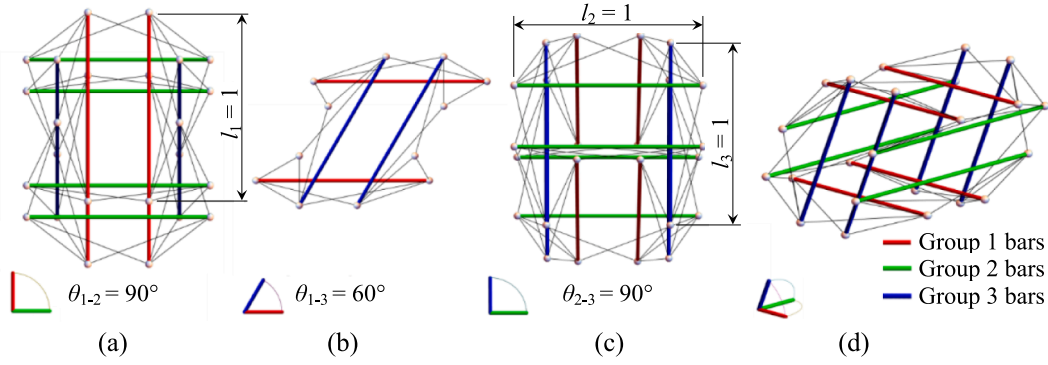 l₁ = 1
l₂ = 1
l₃ = 1
Group 1 bars
Group 2 bars
Group 3 bars
θ₁₋₂ = 90°
θ₁₋₃ = 60°
θ₂₋₃ = 90°
(a)
(b)
(c)
(d)